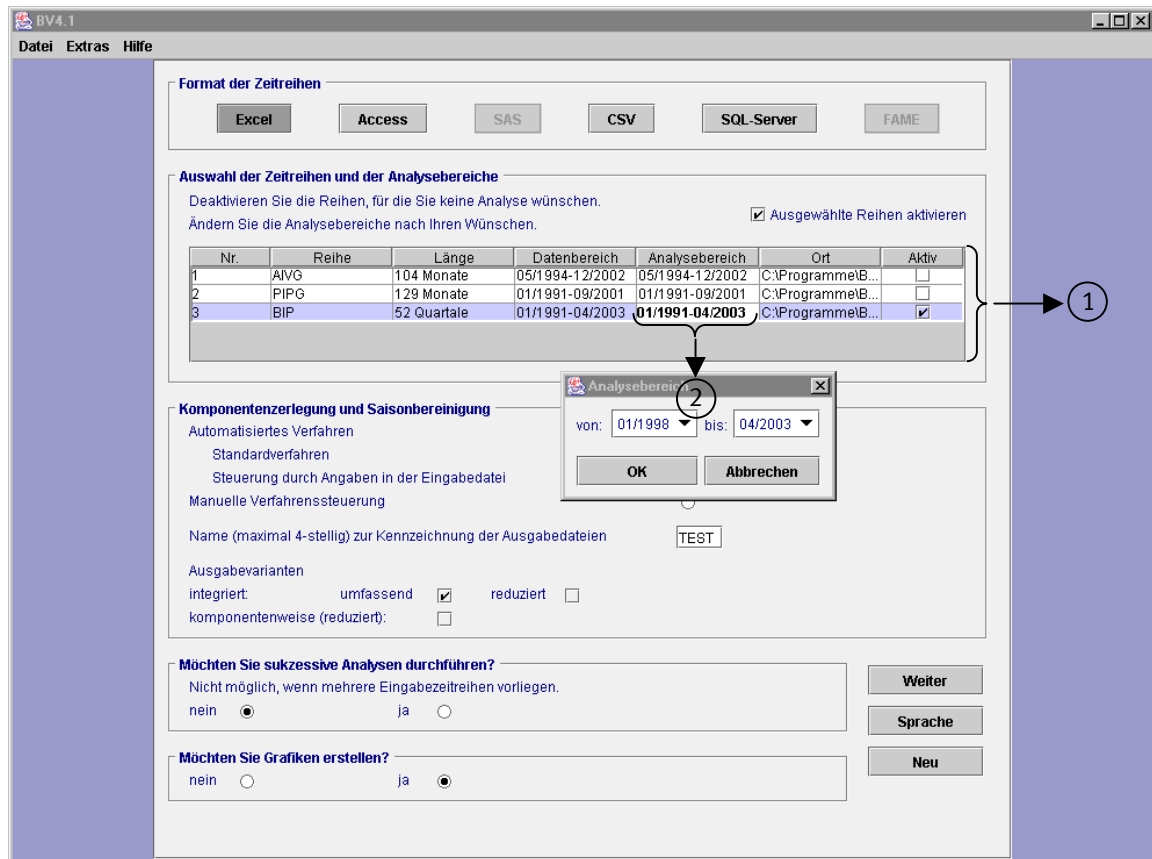 BV4.1
Datei Extras Hilfe
Format der Zeitreihen
Excel Access SAS CSV SQL-Server FAME
Auswahl der Zeitreihen und der Analysebereiche
Deaktivieren Sie die Reihen, für die Sie keine Analyse wünschen.
Ändern Sie die Analysebereiche nach Ihren Wünschen.
Ausgewählte Reihen aktivieren
Nr. Reihe Länge Datenbereich Analysebereich Ort Aktiv
1 AIVG 104 Monate 05/1994-12/2002 05/1994-12/2002 C:\Programme\B...
2 PIPG 129 Monate 01/1991-09/2001 01/1991-09/2001 C:\Programme\B...
3 BIP 52 Quartale 01/1991-04/2003 01/1991-04/2003 C:\Programme\B...
1
2
Analysebereich
von: 01/1998 bis: 04/2003
OK Abbrechen
Komponentenzerlegung und Saisonbereinigung
Automatisiertes Verfahren
Standardverfahren
Steuerung durch Angaben in der Eingabedatei
Manuelle Verfahrenssteuerung
Name (maximal 4-stellig) zur Kennzeichnung der Ausgabedateien TEST
Ausgabevarianten
integriert: umfassend reduziert
komponentenweise (reduziert):
Möchten Sie sukzessive Analysen durchführen?
Nicht möglich, wenn mehrere Eingabezeitreihen vorliegen.
nein ja
Möchten Sie Grafiken erstellen?
nein ja
Weiter
Sprache
Neu